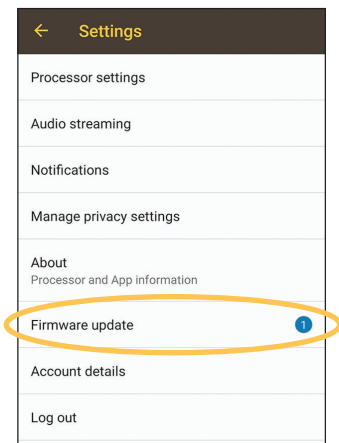 ← Settings
Processor settings
Audio streaming
Notifications
Manage privacy settings
About
Processor and App information
Firmware update 1
Account details
Log out